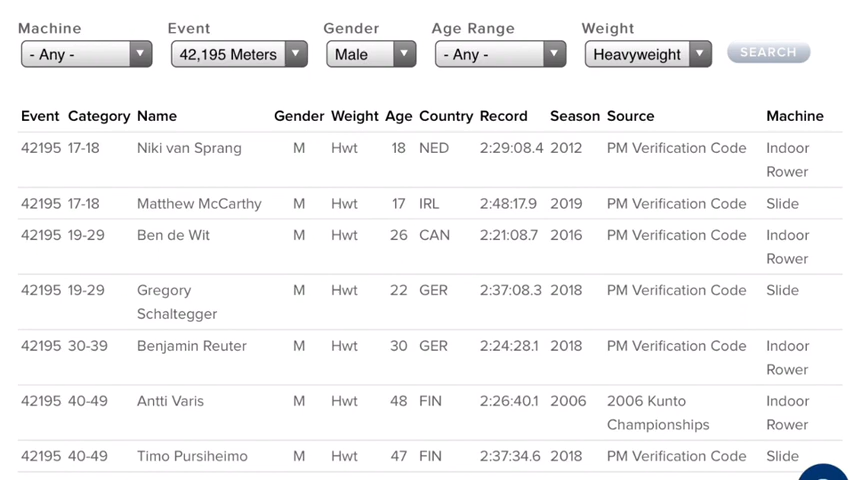 Machine Event Gender Age Range Weight
- Any - 42,195 Meters Male - Any - Heavyweight SEARCH
Event Category Name Gender Weight Age Country Record Season Source Machine
42195 17-18 Niki van Sprang M Hwt 18 NED 2:29:08.4 2012 PM Verification Code Indoor
Rower
42195 17-18 Matthew McCarthy M Hwt 17 IRL 2:48:17.9 2019 PM Verification Code Slide
42195 19-29 Ben de Wit M Hwt 26 CAN 2:21:08.7 2016 PM Verification Code Indoor
Rower
42195 19-29 Gregory M Hwt 22 GER 2:37:08.3 2018 PM Verification Code Slide
Schaltegger
42195 30-39 Benjamin Reuter M Hwt 30 GER 2:24:28.1 2018 PM Verification Code Indoor
Rower
42195 40-49 Antti Varis M Hwt 48 FIN 2:26:40.1 2006 2006 Kunto Indoor
Championships Rower
42195 40-49 Timo Pursiheimo M Hwt 47 FIN 2:37:34.6 2018 PM Verification Code Slide